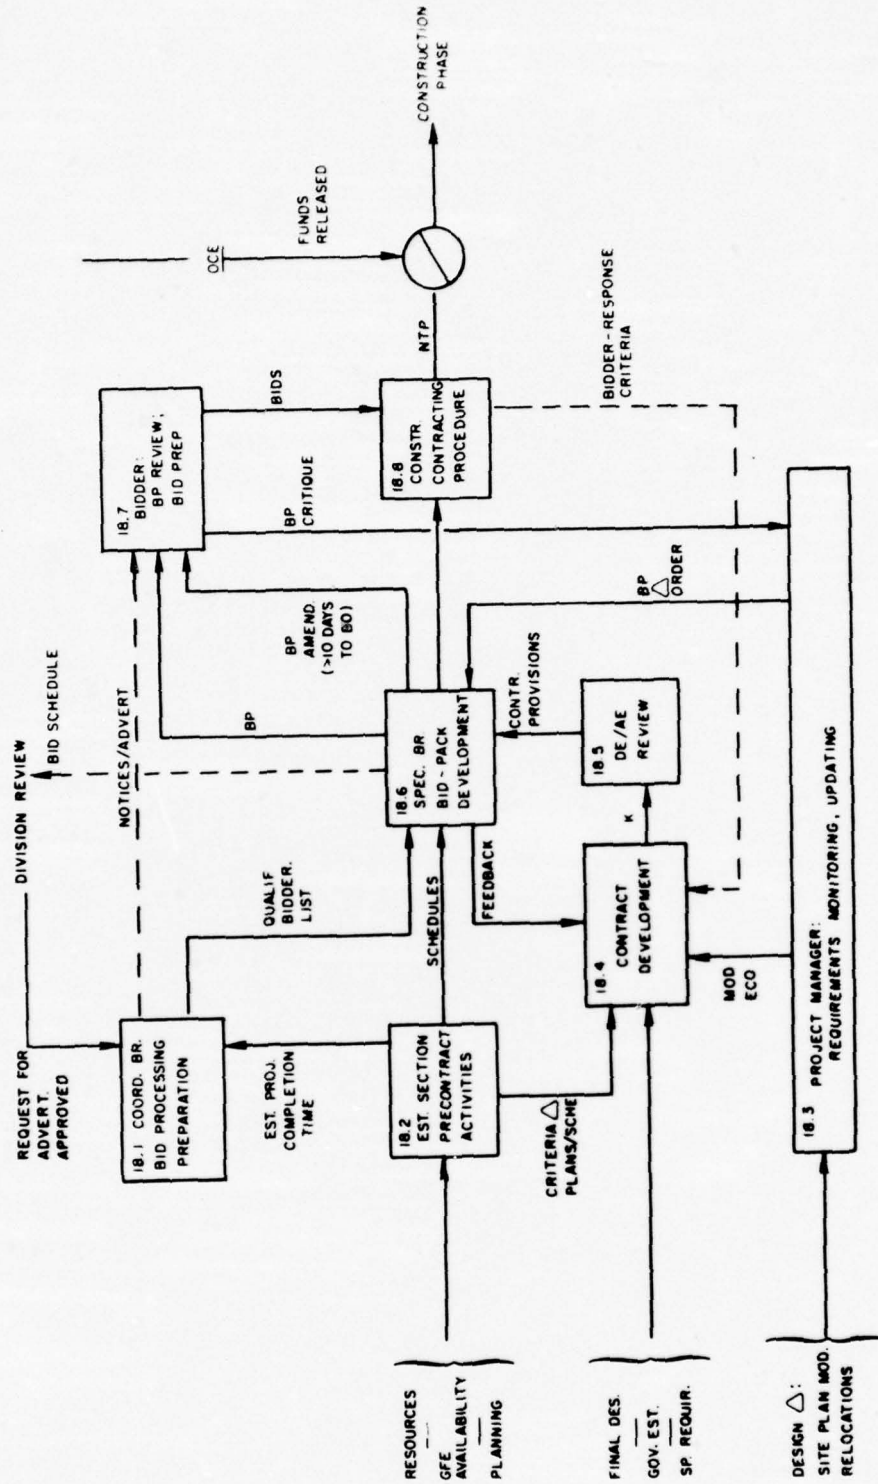 REQUEST FOR
ADVERT.
APPROVED
DIVISION REVIEW
BID SCHEDULE
NOTICES/ADVERT
18.1 COORD. BR.
BID PROCESSING
PREPARATION
QUALIF
BIDDER.
LIST
EST. PROJ.
COMPLETION
TIME
BP
BP
AMEND.
(>10 DAYS
TO BO)
18.7
BIDDER:
BP REVIEW;
BID PREP
BP
CRITIQUE
BIDS
OCE
FUNDS
RELEASED
CONSTRUCTION
PHASE
RESOURCES
GFE
AVAILABILITY
PLANNING
18.2
EST. SECTION
PRECONTRACT
ACTIVITIES
SCHEDULES
18.6
SPEC. BR.
BID-PACK
DEVELOPMENT
18.8
CONSTR.
CONTRACTING
PROCEDURE
NTP
CRITERIA △
PLANS/SCHE
FEEDBACK
CONTR.
PROVISIONS
BIDDER-RESPONSE
CRITERIA
FINAL DES.
GOV. EST.
SP. REQUIR.
18.4
CONTRACT
DEVELOPMENT
K
18.5
DE/AE
REVIEW
BP
△
ORDER
MOD
ECO
DESIGN △:
SITE PLAN MOD.
RELOCATIONS
18.3 PROJECT MANAGER:
REQUIREMENTS MONITORING, UPDATING